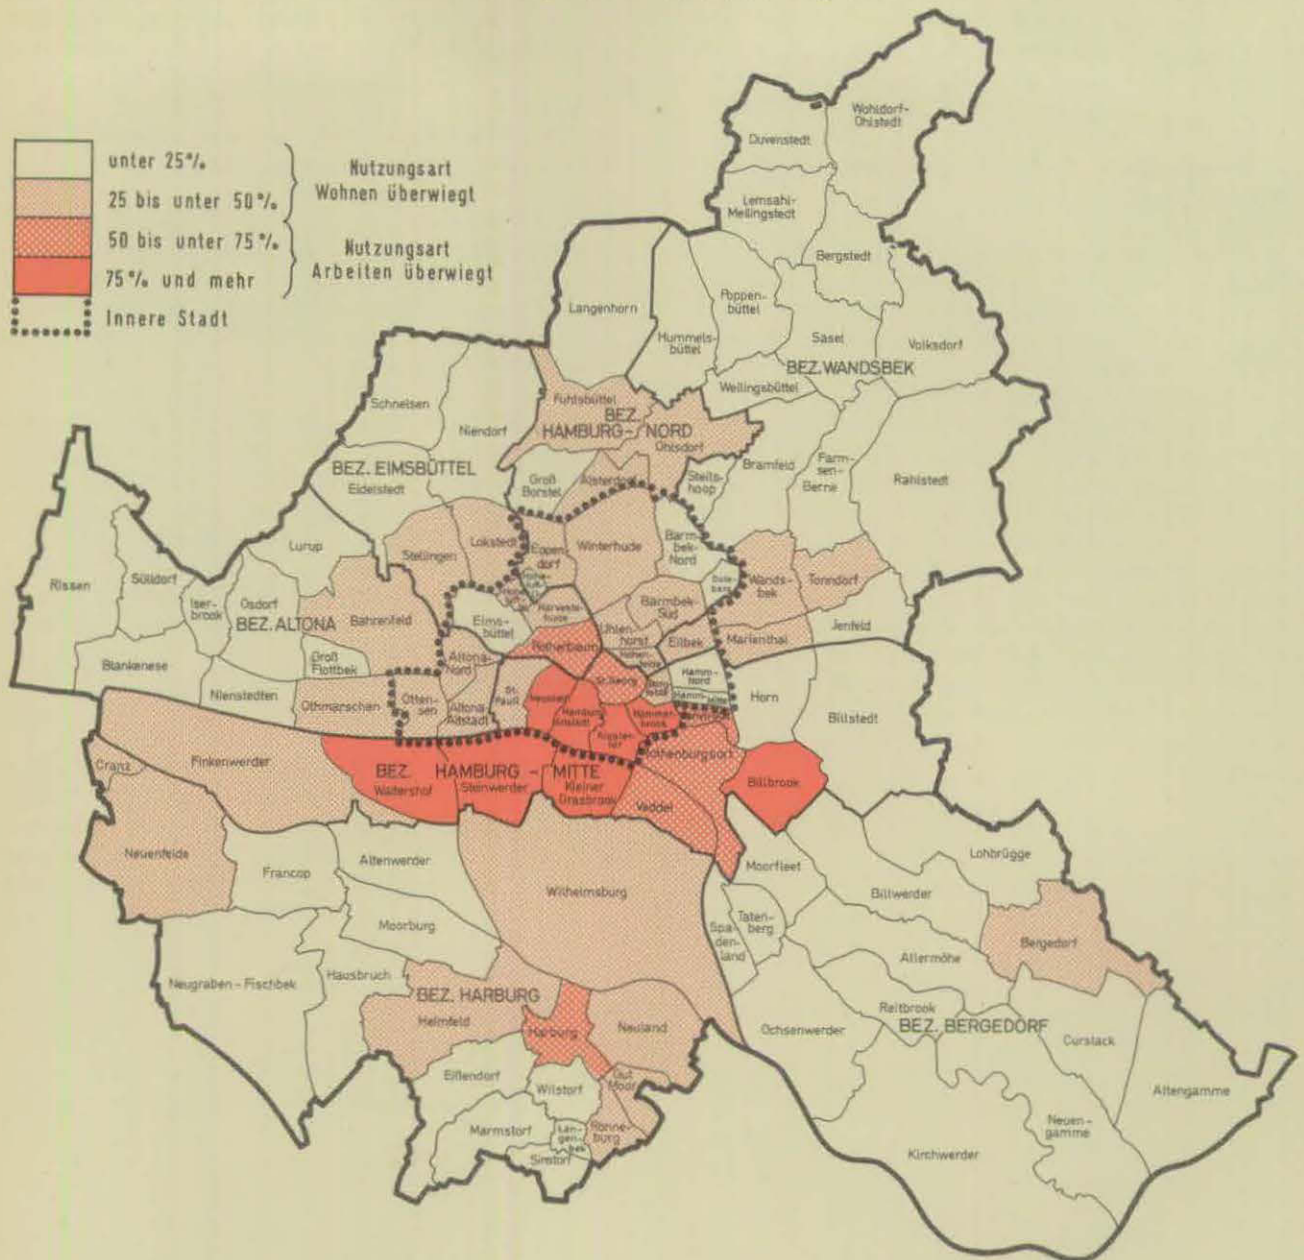 unter 25%
25 bis unter 50%
50 bis unter 75%
75% und mehr
Innere Stadt
Nutzungsart
Wohnen überwiegt
Nutzungsart
Arbeiten überwiegt
Wohldorf-
Ohlstedt
Duvenstedt
Lemsahl-
Mellingstedt
Bergstedt
Poppen-
büttel
Langenhorn
Hummels-
büttel
Sasel
Volksdorf
BEZ. WANDSBEK
Wellingsbüttel
Schnelsen
Niendorf
Fuhlsbüttel
BEZ.
HAMBURG-NORD
Ohlsdorf
BEZ. EIMSBÜTTEL
Eidelstedt
Groß
Borstel
Alsterdorf
Steils-
hoop
Bramfeld
Farm-
sen-
Berne
Rahlstedt
Lurup
Stellingen
Lokstedt
Eppen-
dorf
Winterhude
Barm-
bek-
Nord
Rissen
Sülldorf
Iser-
brook
Osdorf
BEZ. ALTONA
Bahrenfeld
Eims-
büttel
Barmbek-
Süd
Wands-
bek
Tonndorf
Uhlen-
horst
Eilbek
Marienthal
Jenfeld
Blankenese
Groß
Flottbek
Altona-
Nord
Rotherbaum
Hamm-
Nord
Nienstedten
Othmarschen
Otten-
sen
Altona-
Altstadt
St.
Pauli
St.Georg
Hamm-Mitte
Horn
Billstedt
Neustadt
Hamburg
Altstadt
Hammer-
brook
Rothenburgsort
Cranz
Finkenwerder
BEZ. HAMBURG - MITTE
Waltershof
Steinwerder
Kleiner
Grasbrook
Veddel
Billbrook
Neuenfelde
Francop
Altenwerder
Moorburg
Wilhelmsburg
Moorfleet
Lohbrügge
Billwerder
Spa-
den-
land
Taten-
berg
Allermöhe
Bergedorf
Neugraben-Fischbek
Hausbruch
BEZ. HARBURG
Heimfeld
Harburg
Neuland
Ochsenwerder
Reitbrook
BEZ. BERGEDORF
Curslack
Altengamme
Eißendorf
Wilstorf
Gut
Moor
Marmstorf
Lan-
gen-
bek
Rönne-
burg
Sinstorf
Neuen-
gamme
Kirchwerder